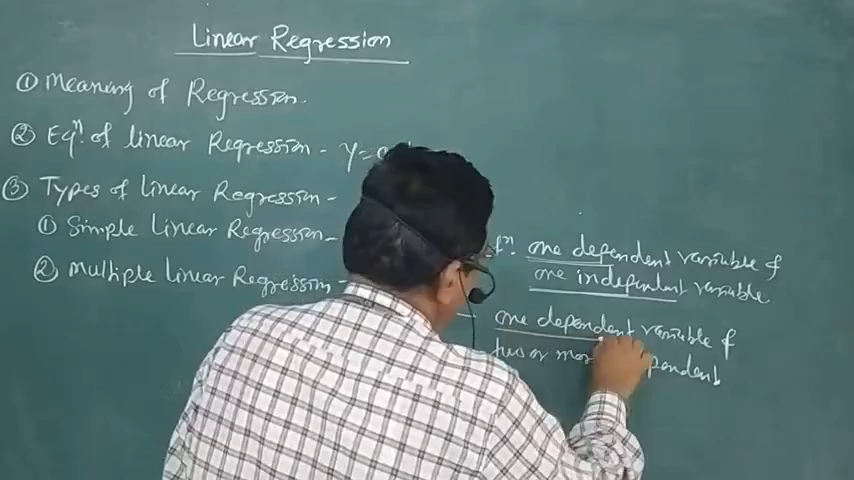 Linear Regression
① Meaning of Regression.
② Eqⁿ. of linear Regression - y=
③ Types of linear Regression -
① Simple Linear Regression -
② Multiple Linear Regression -
one dependent variable &
one independent variable
one dependent variable &
two or more